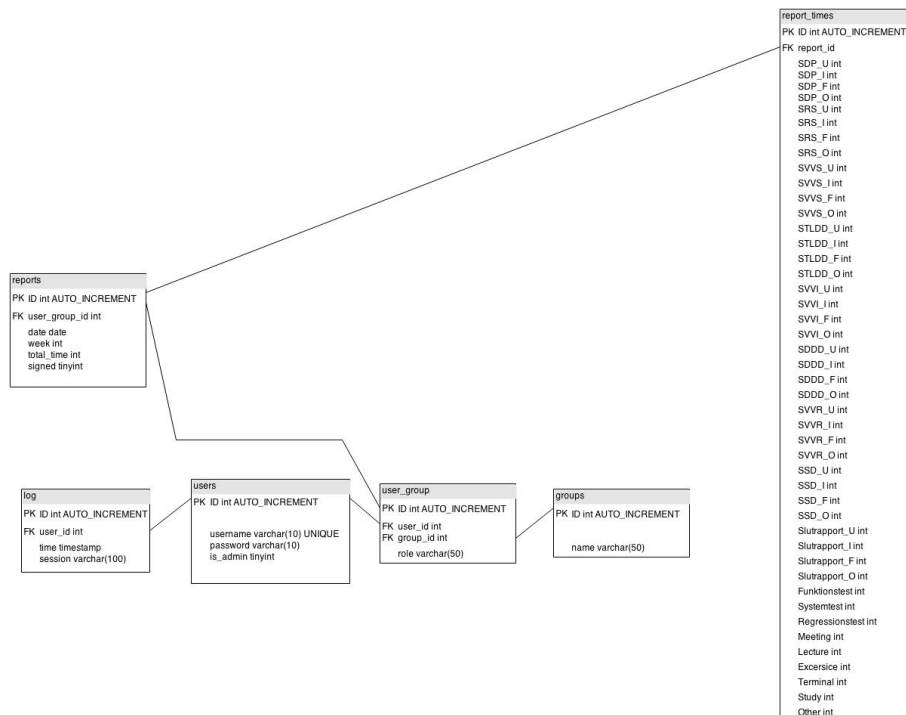 report_times
PK ID int AUTO_INCREMENT
FK report_id
SDP_U int
SDP_I int
SDP_F int
SDP_O int
SRS_U int
SRS_I int
SRS_F int
SRS_O int
SVVS_U int
SVVS_I int
SVVS_F int
SVVS_O int
STLDD_U int
STLDD_I int
STLDD_F int
STLDD_O int
SVVI_U int
SVVI_I int
SVVI_F int
SVVI_O int
SDDD_U int
SDDD_I int
SDDD_F int
SDDD_O int
SVVR_U int
SVVR_I int
SVVR_F int
SVVR_O int
SSD_U int
SSD_I int
SSD_F int
SSD_O int
Slutrapport_U int
Slutrapport_I int
Slutrapport_F int
Slutrapport_O int
Funktionstest int
Systemtest int
Regressionstest int
Meeting int
Lecture int
Excersice int
Terminal int
Study int
Other int
reports
PK ID int AUTO_INCREMENT
FK user_group_id int
date date
week int
total_time int
signed tinyint
log
PK ID int AUTO_INCREMENT
FK user_id int
time timestamp
session varchar(100)
users
PK ID int AUTO_INCREMENT
username varchar(10) UNIQUE
password varchar(10)
is_admin tinyint
user_group
PK ID int AUTO_INCREMENT
FK user_id int
FK group_id int
role varchar(50)
groups
PK ID int AUTO_INCREMENT
name varchar(50)